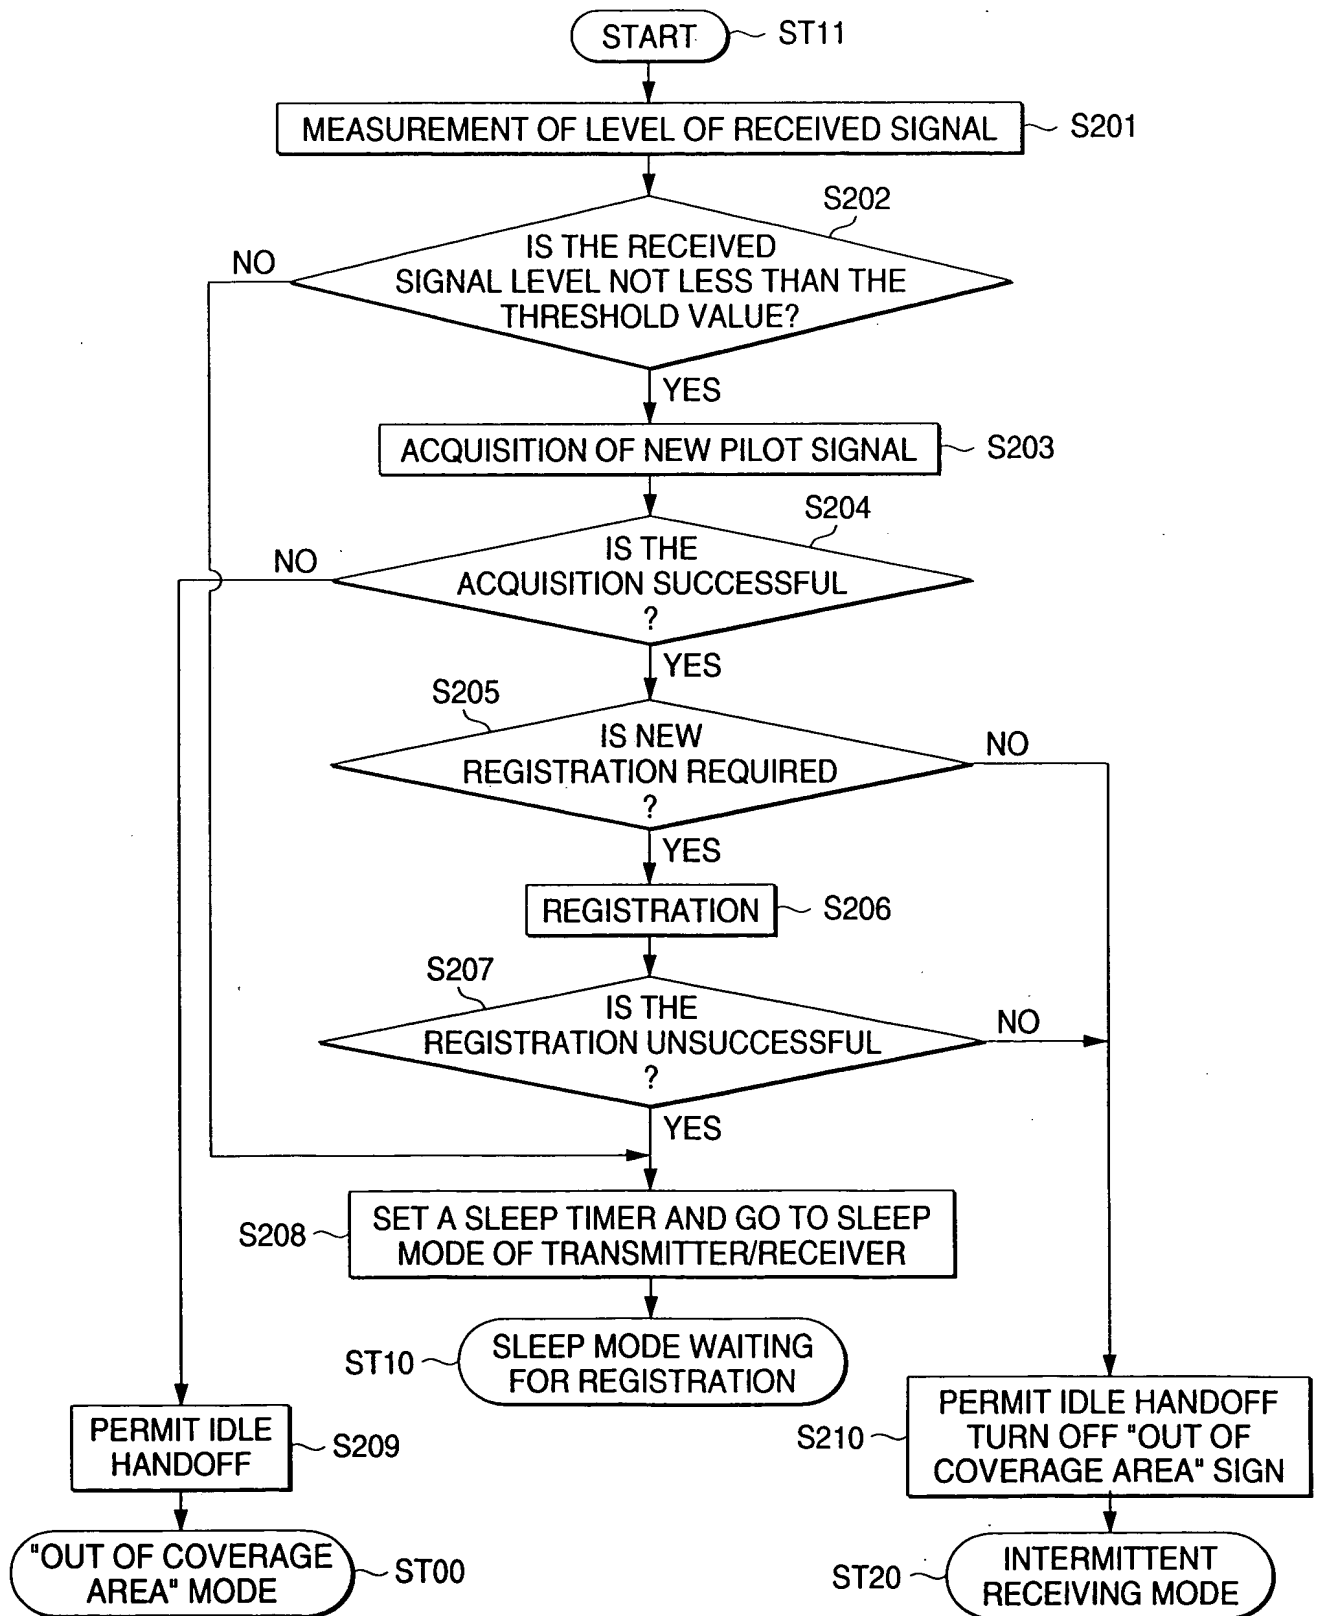 START
ST11
MEASUREMENT OF LEVEL OF RECEIVED SIGNAL
S201
S202
IS THE RECEIVED
SIGNAL LEVEL NOT LESS THAN THE
THRESHOLD VALUE?
NO
YES
ACQUISITION OF NEW PILOT SIGNAL
S203
S204
IS THE
ACQUISITION SUCCESSFUL
?
NO
YES
S205
IS NEW
REGISTRATION REQUIRED
?
NO
YES
REGISTRATION
S206
S207
IS THE
REGISTRATION UNSUCCESSFUL
?
NO
YES
S208
SET A SLEEP TIMER AND GO TO SLEEP
MODE OF TRANSMITTER/RECEIVER
ST10
SLEEP MODE WAITING
FOR REGISTRATION
PERMIT IDLE
HANDOFF
S209
S210
PERMIT IDLE HANDOFF
TURN OFF "OUT OF
COVERAGE AREA" SIGN
"OUT OF COVERAGE
AREA" MODE
ST00
ST20
INTERMITTENT
RECEIVING MODE